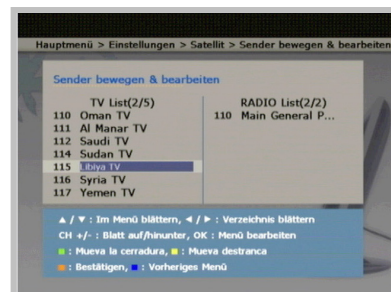 Hauptmenü > Einstellungen > Satellit > Sender bewegen & bearbeiten
Sender bewegen & bearbeiten
TV List(2/5)
110 Oman TV
111 Al Manar TV
112 Saudi TV
114 Sudan TV
115 Libiya TV
116 Syria TV
117 Yemen TV
RADIO List(2/2)
110 Main General P...
▲ / ▼ : Im Menü blättern, ◄ / ► : Verzeichnis blättern
CH +/- : Blatt auf/hinunter, OK : Menü bearbeiten
: Mueva la cerradura, : Mueva destranca
: Bestätigen, : Vorheriges Menü